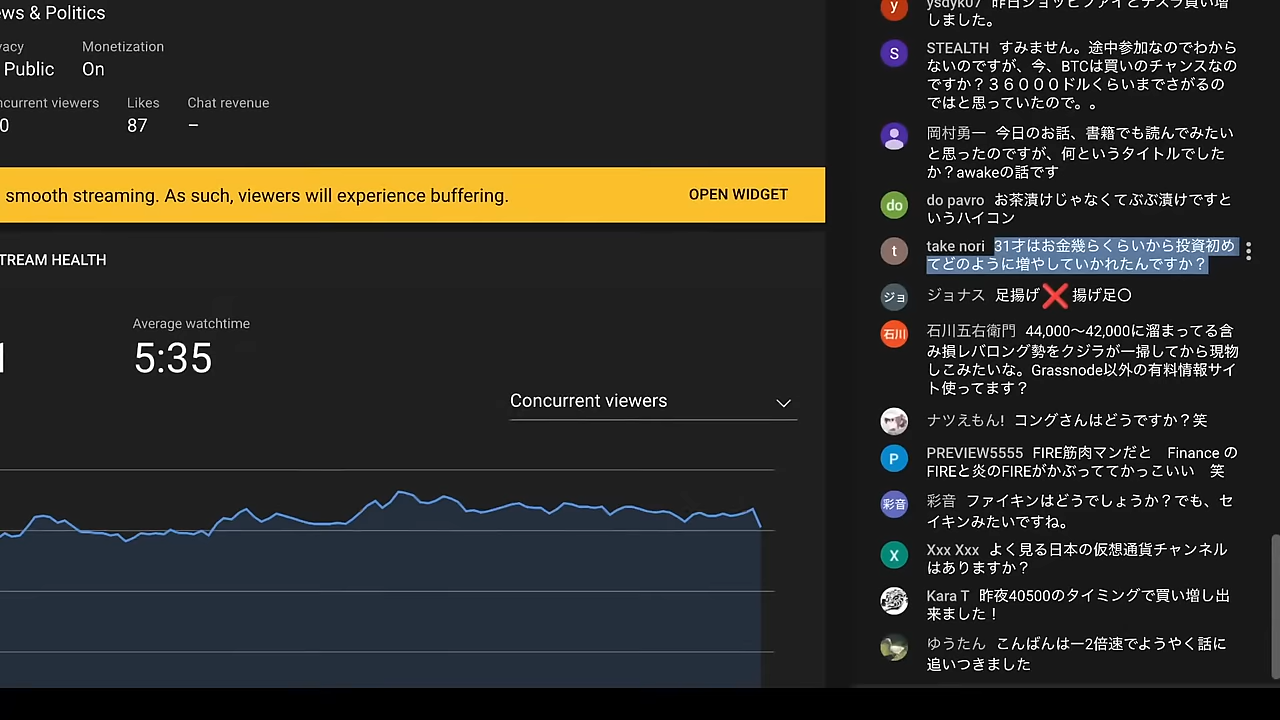 ws & Politics
vacy
Monetization
Public
On
ncurrent viewers
Likes
Chat revenue
0
87
–
smooth streaming. As such, viewers will experience buffering.
OPEN WIDGET
TREAM HEALTH
Average watchtime
5:35
Concurrent viewers
ysdyk07 昨日ショッピファイとテスラ買い増
しました。
STEALTH すみません。途中参加なのでわから
ないのですが、今、BTCは買いのチャンスなの
ですか？３６０００ドルくらいまでさがるの
ではと思っていたので。。
岡村勇一 今日のお話、書籍でも読んでみたい
と思ったのですが、何というタイトルでした
か？awakeの話です
do pavro お茶漬けじゃなくてぶぶ漬けですと
いうハイコン
take nori 31才はお金幾らくらいから投資初め
てどのように増やしていかれたんですか？
ジョナス 足揚げ❌揚げ足〇
石川五右衛門 44,000〜42,000に溜まってる含
み損レバロング勢をクジラが一掃してから現物
しこみたいな。Grassnode以外の有料情報サイ
ト使ってます？
ナツえもん! コングさんはどうですか？笑
PREVIEW5555 FIRE筋肉マンだと　Finance の
FIREと炎のFIREがかぶっててかっこいい　笑
彩音 ファイキンはどうでしょうか？でも、セ
イキンみたいですね。
Xxx Xxx よく見る日本の仮想通貨チャンネル
はありますか？
Kara T 昨夜40500のタイミングで買い増し出
来ました！
ゆうたん こんばんはー2倍速でようやく話に
追いつきました